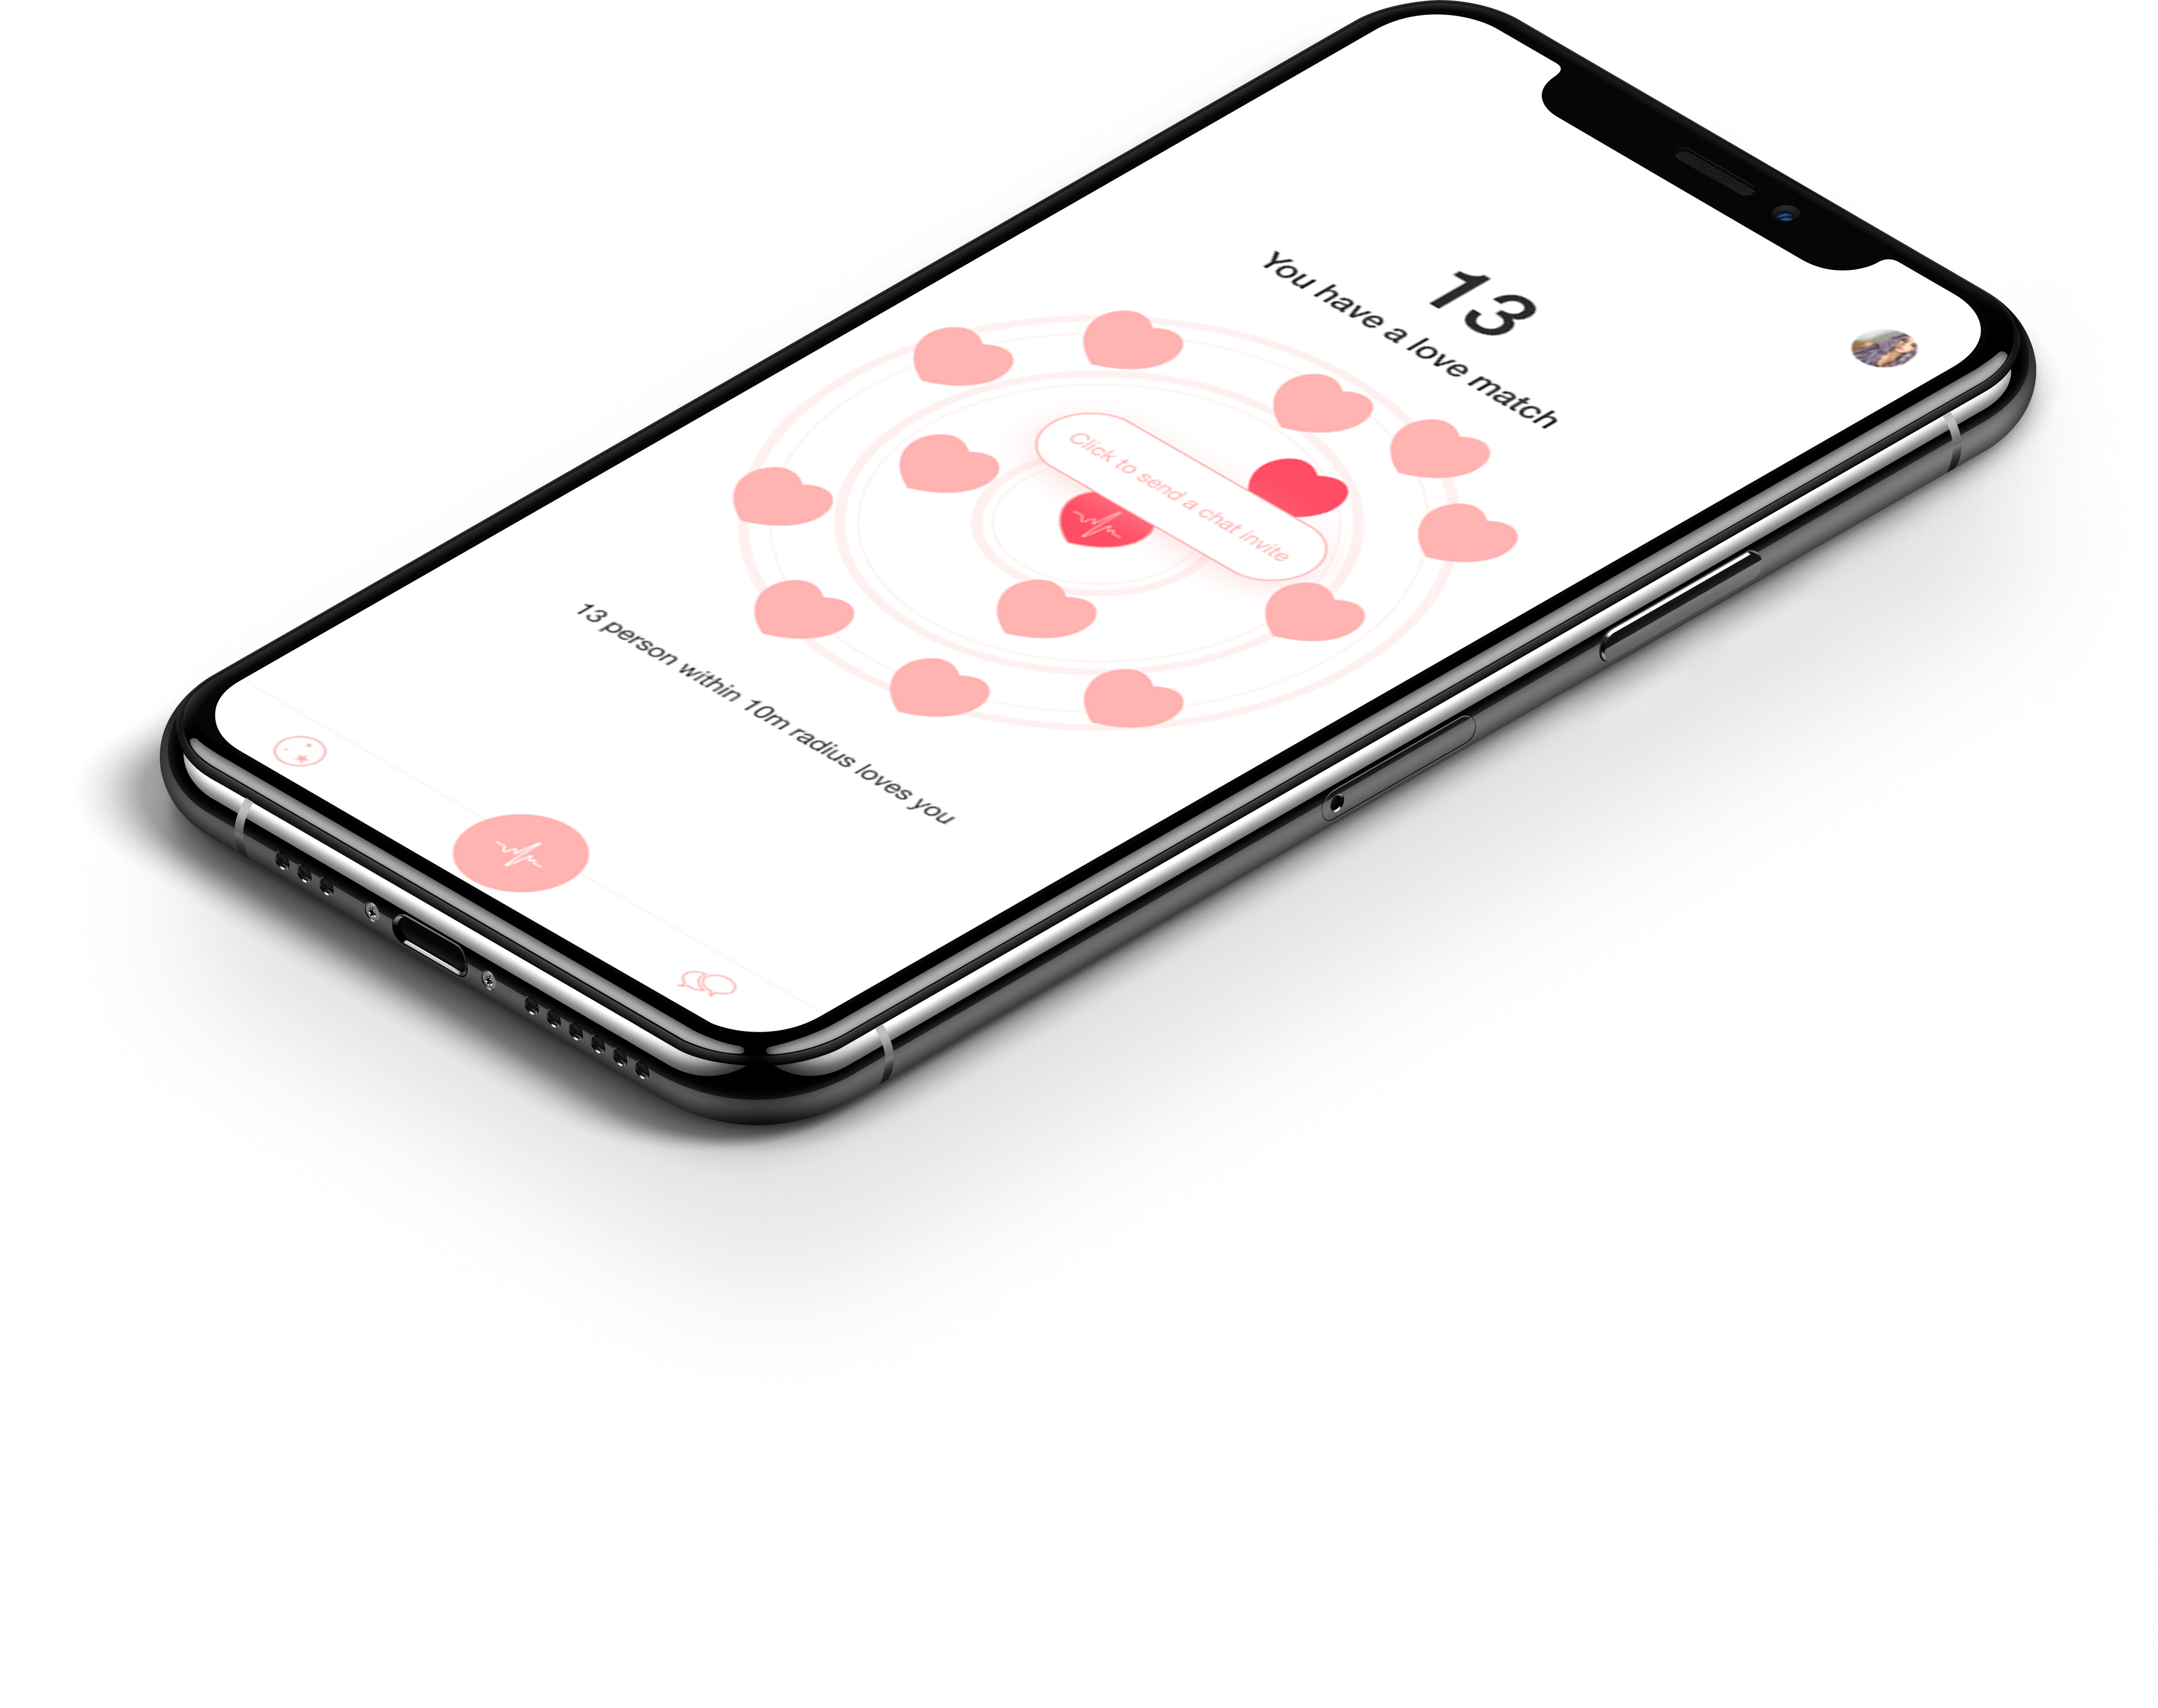 13
You have a love match
Click to send a chat invite
13 person within 10m radius loves you